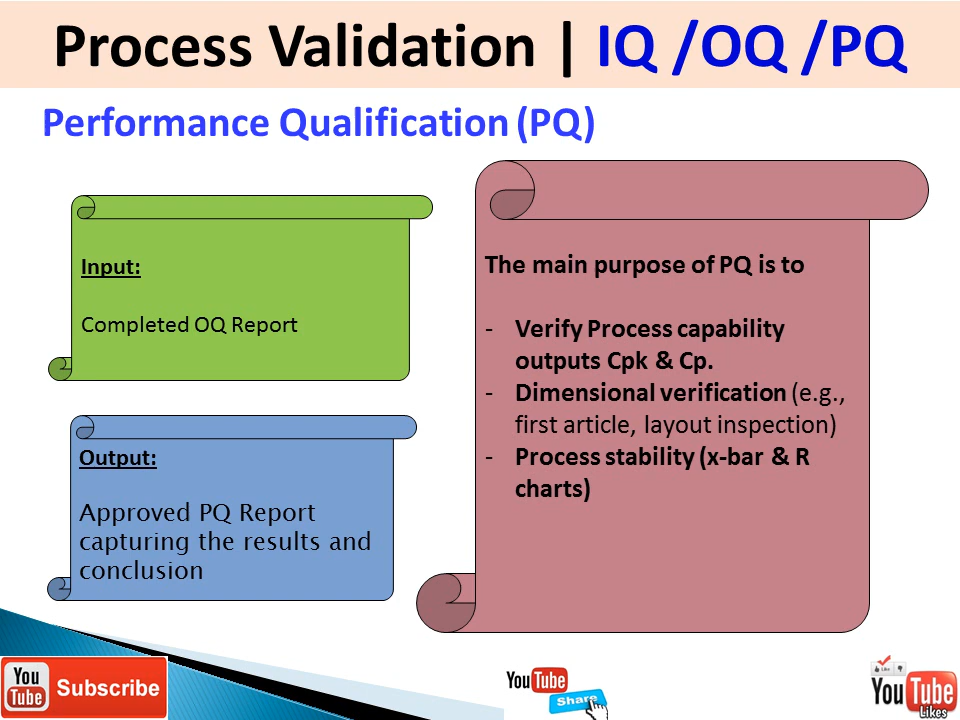 Process Validation | IQ /OQ /PQ
Performance Qualification (PQ)
Input:
Completed OQ Report
Output:
Approved PQ Report
capturing the results and
conclusion
The main purpose of PQ is to
- Verify Process capability
outputs Cpk & Cp.
- Dimensional verification (e.g.,
first article, layout inspection)
- Process stability (x-bar & R
charts)
You
Tube
Subscribe
YouTube
Share
Like
YouTube
Likes